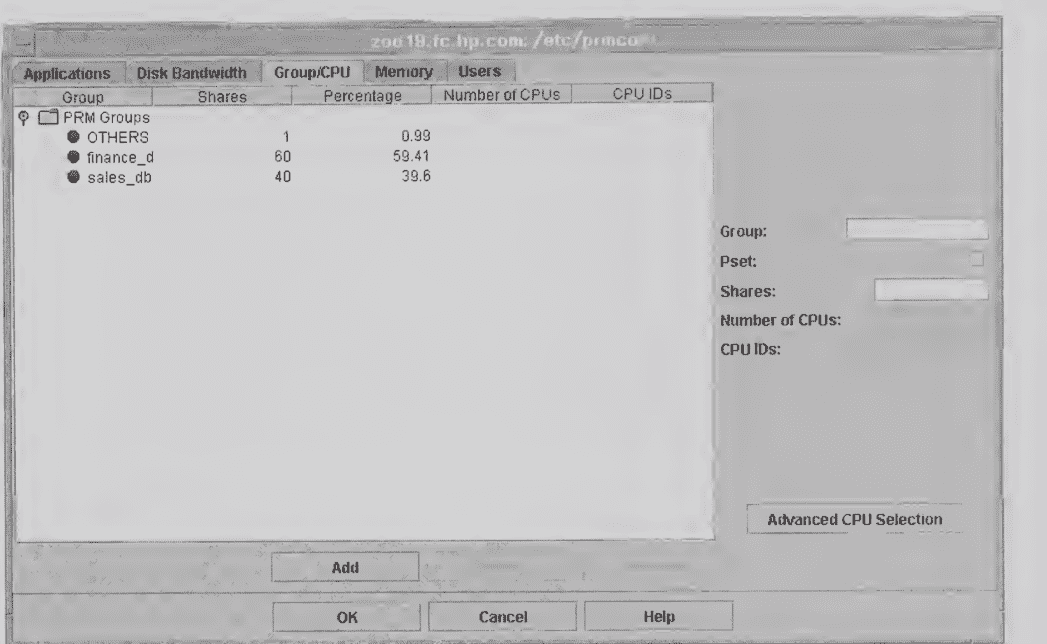 zoo19.fc.hp.com: /etc/prmco
Applications Disk Bandwidth Group/CPU Memory Users
Group Shares Percentage Number of CPUs CPU IDs
PRM Groups
OTHERS 1 0.99
finance_d 60 59.41
sales_db 40 39.6
Group:
Pset:
Shares:
Number of CPUs:
CPU IDs:
Advanced CPU Selection
Add
OK Cancel Help